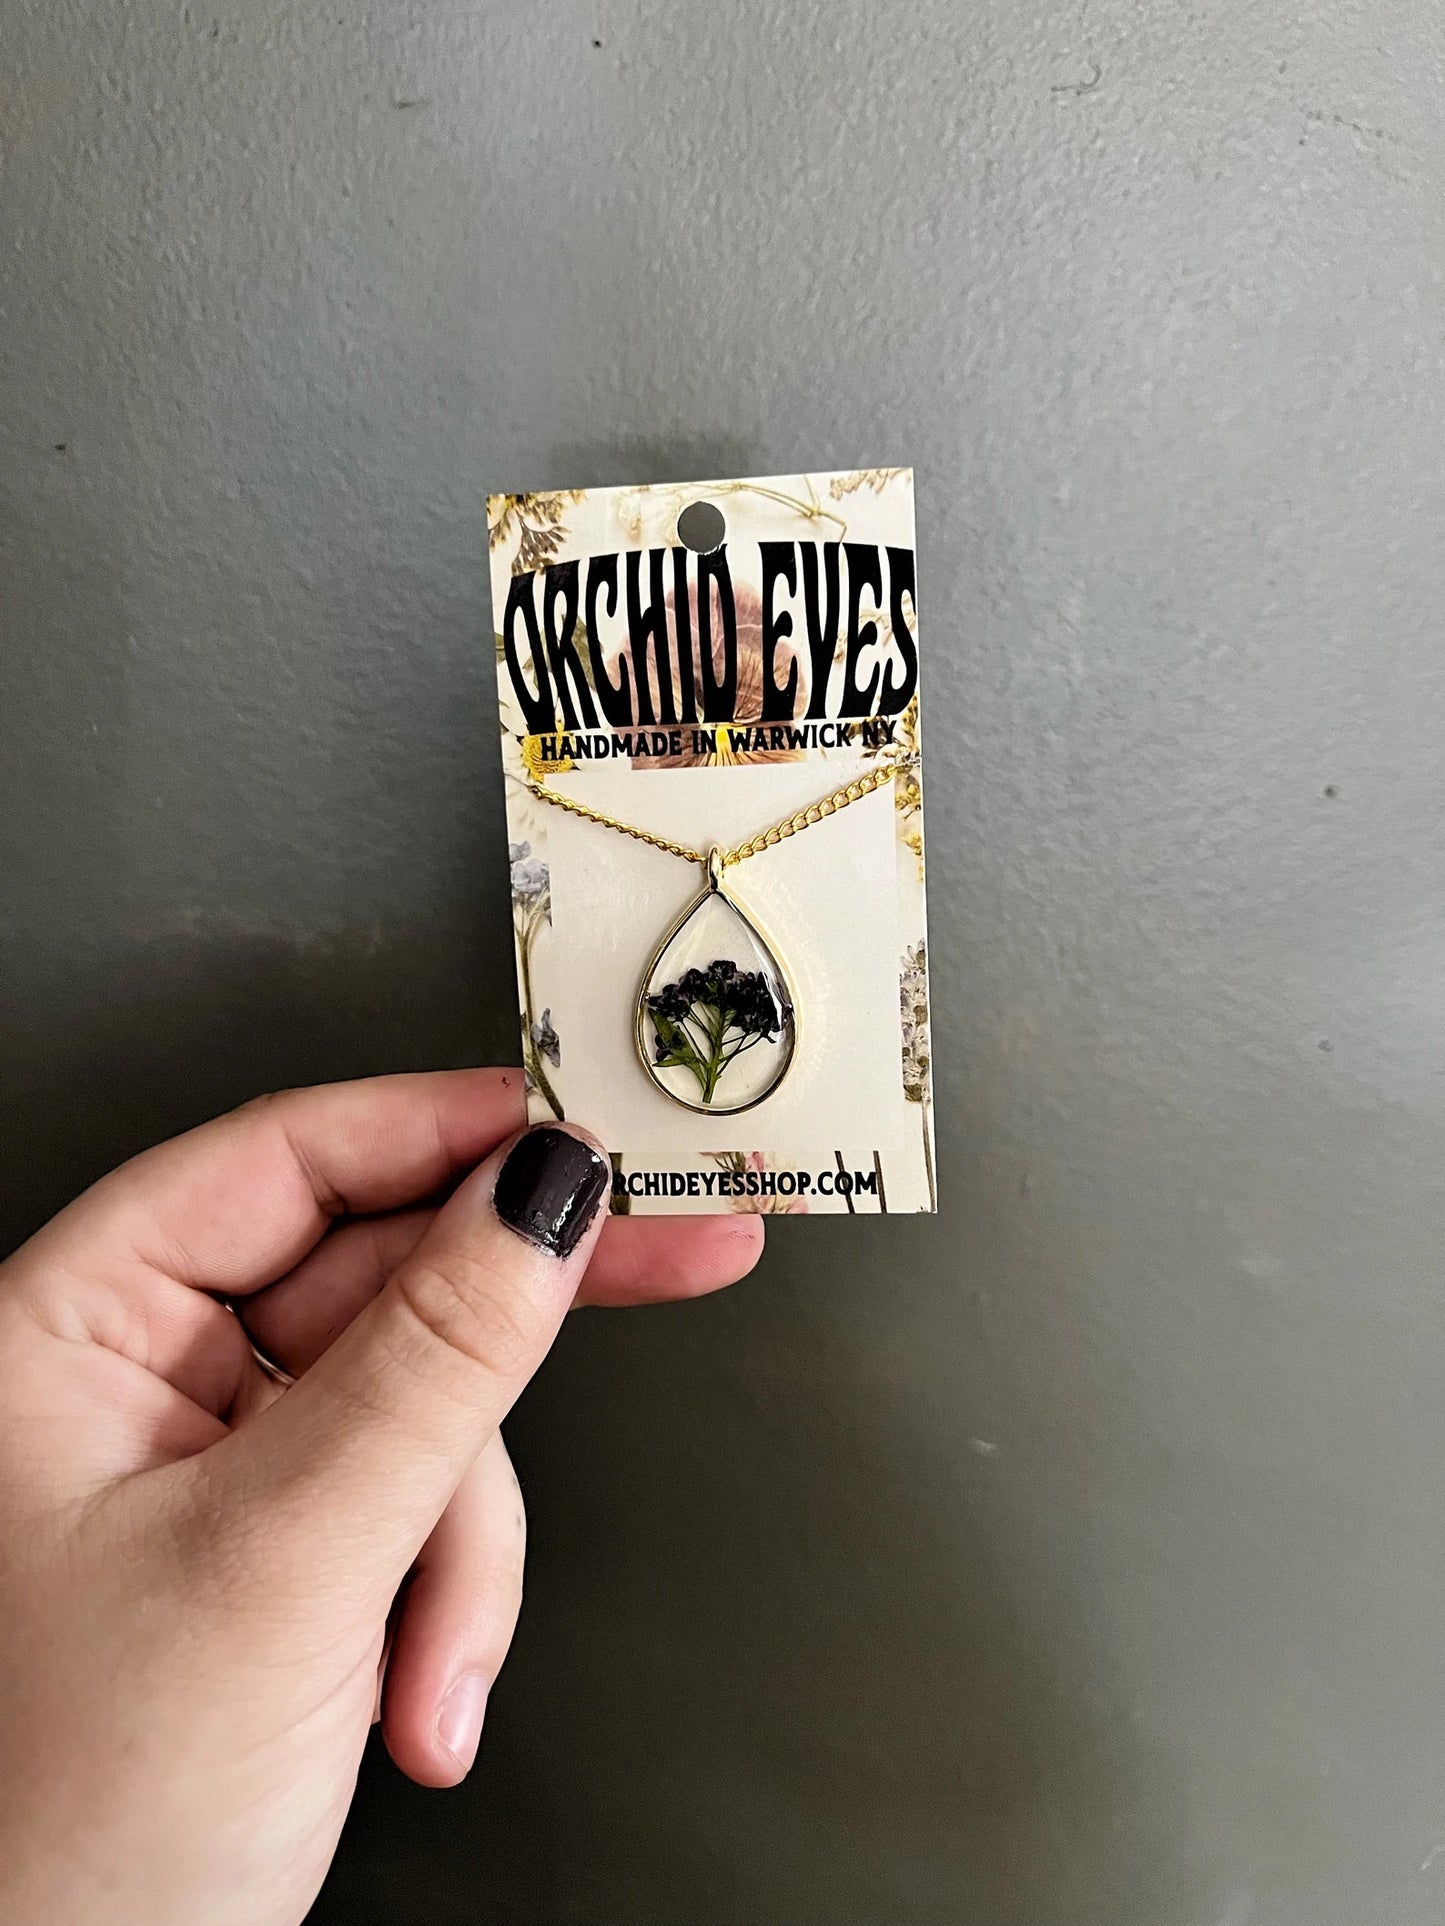 ORCHID EYES
HANDMADE IN WARWICK NY
RCHIDEYESSHOP.COM